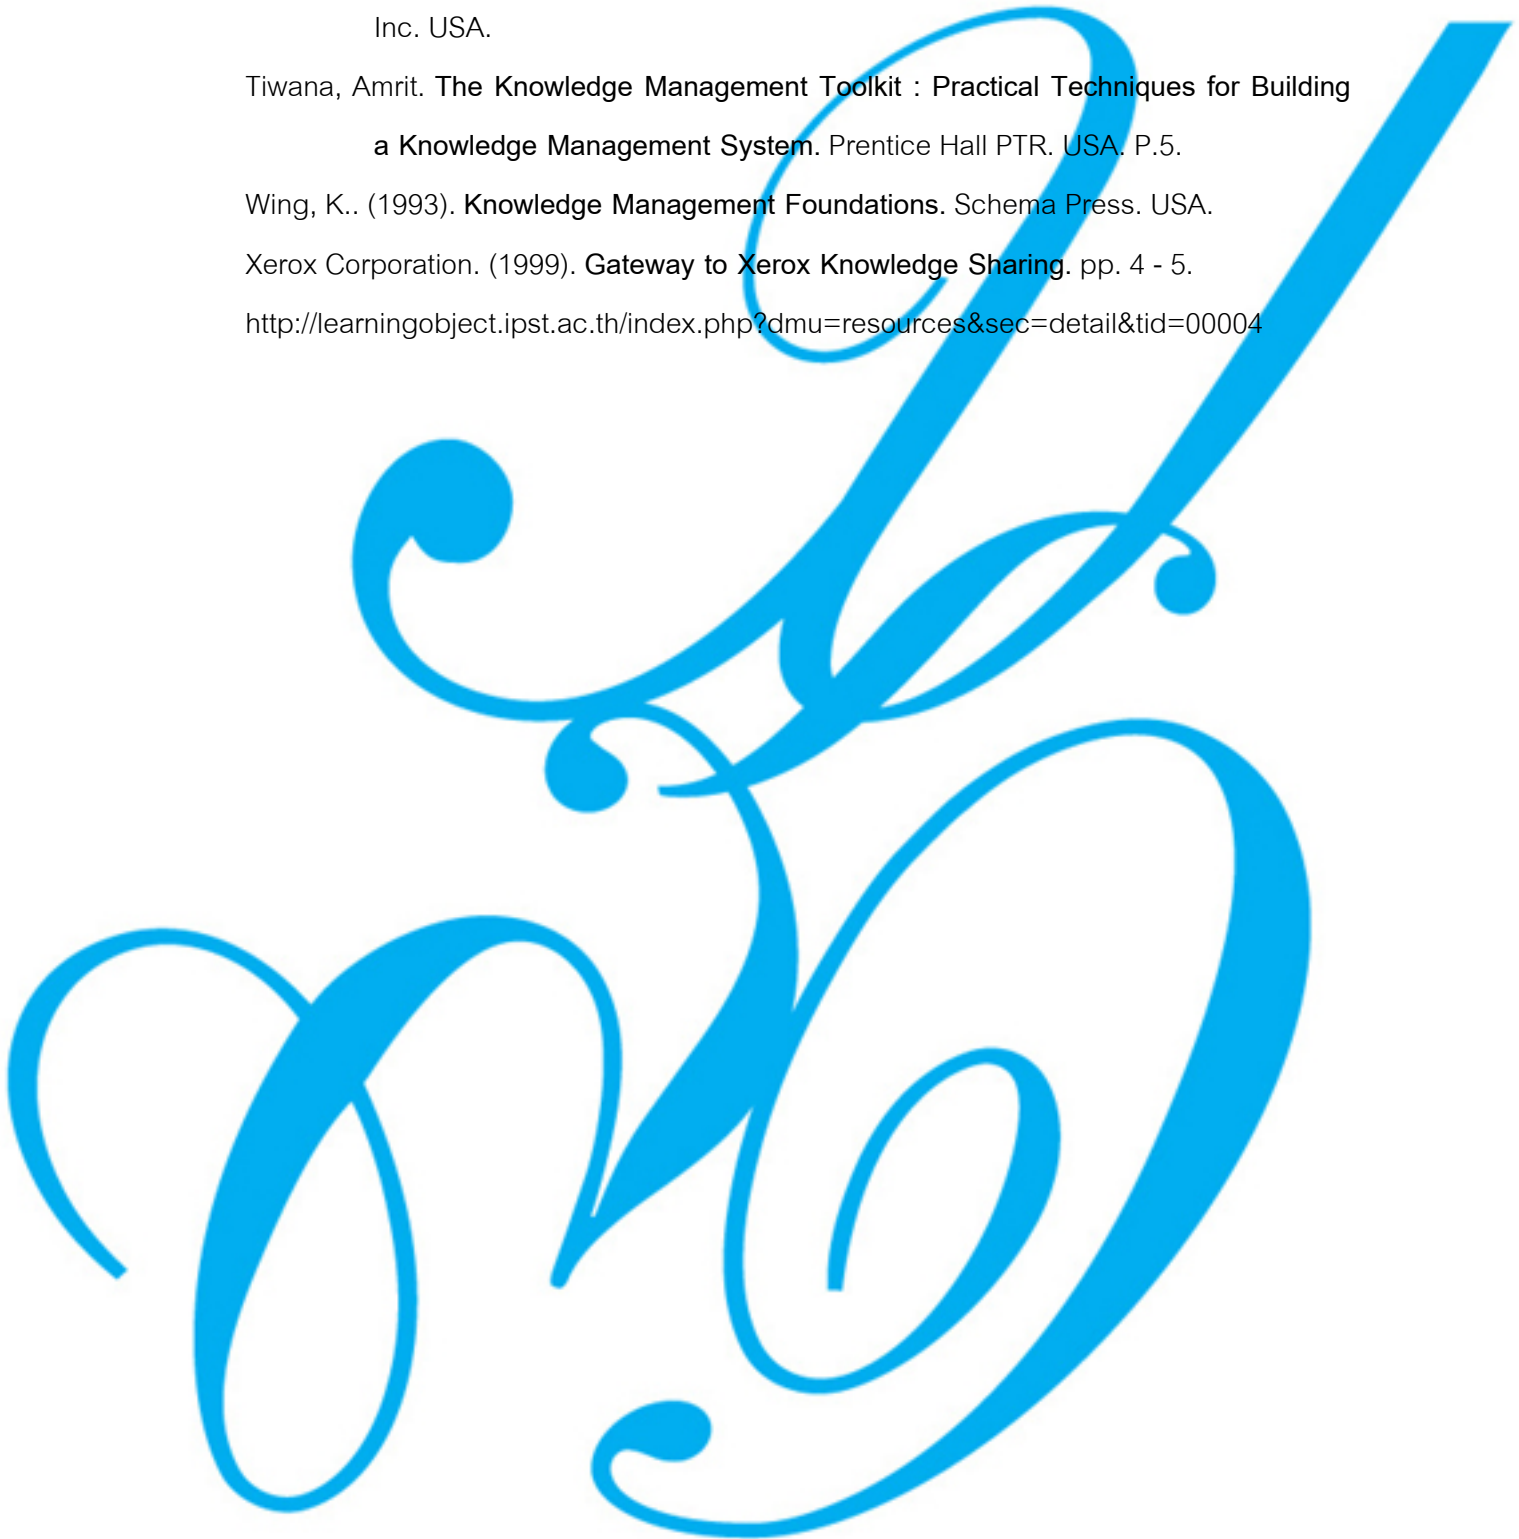 Inc. USA.
Tiwana, Amrit. The Knowledge Management Toolkit : Practical Techniques for Building
a Knowledge Management System. Prentice Hall PTR. USA. P.5.
Wing, K.. (1993). Knowledge Management Foundations. Schema Press. USA.
Xerox Corporation. (1999). Gateway to Xerox Knowledge Sharing. pp. 4 - 5.
http://learningobject.ipst.ac.th/index.php?dmu=resources&sec=detail&tid=00004